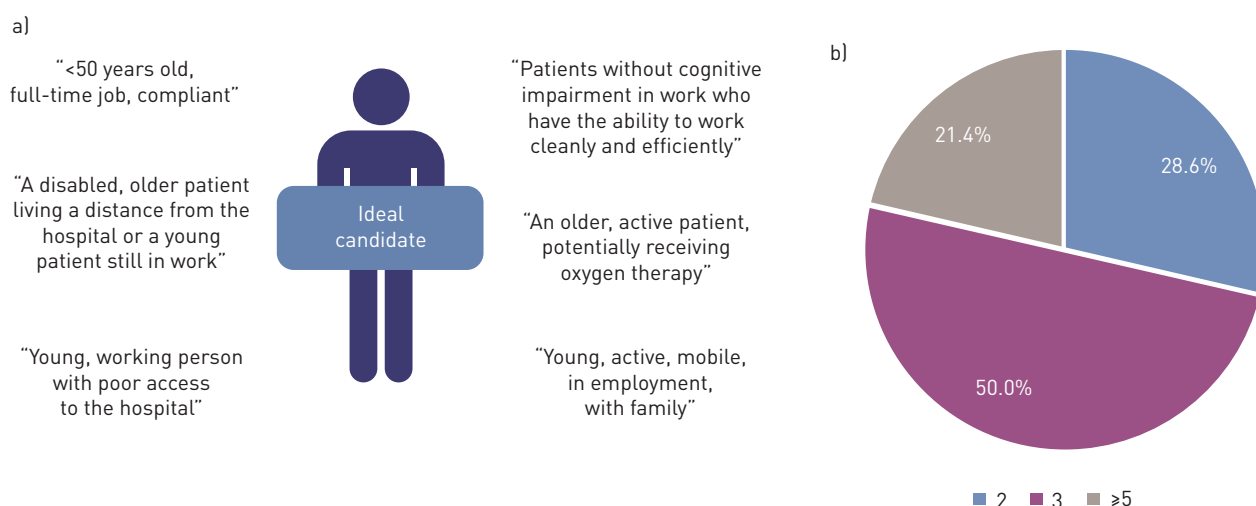 a)
“<50 years old,
full-time job, compliant”
“A disabled, older patient
living a distance from the
hospital or a young
patient still in work”
“Young, working person
with poor access
to the hospital”
Ideal
candidate
“Patients without cognitive
impairment in work who
have the ability to work
cleanly and efficiently”
“An older, active patient,
potentially receiving
oxygen therapy”
“Young, active, mobile,
in employment,
with family”
b)
21.4%
28.6%
50.0%
2 3 ≥5